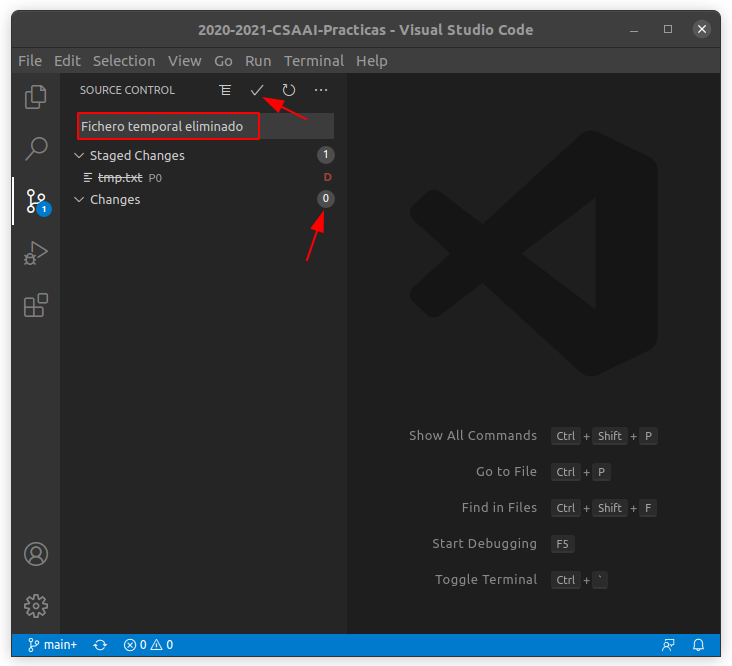 2020-2021-CSAAI-Practicas - Visual Studio Code
File Edit Selection View Go Run Terminal Help
SOURCE CONTROL
Fichero temporal eliminado
Staged Changes 1
tmp.txt P0 D
Changes 0
1
Show All Commands Ctrl + Shift + P
Go to File Ctrl + P
Find in Files Ctrl + Shift + F
Start Debugging F5
Toggle Terminal Ctrl + `
main+ 0 0